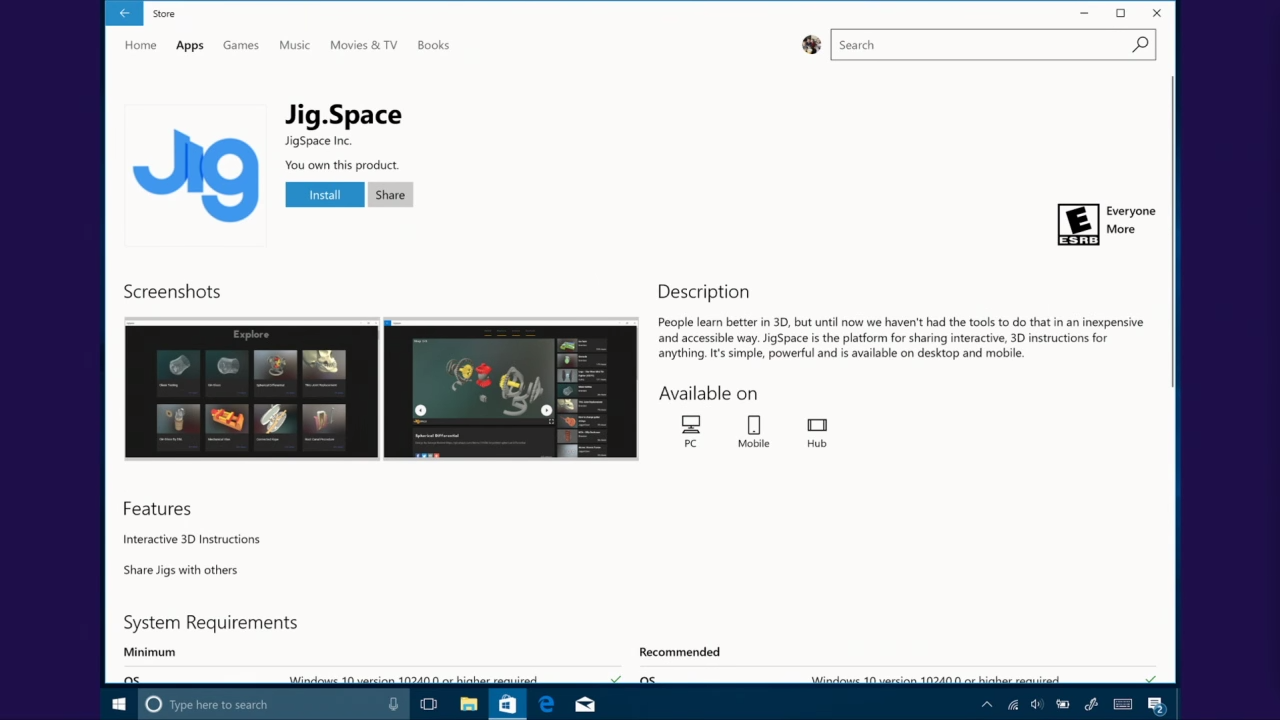 Store
Home Apps Games Music Movies & TV Books
Search
Jig
Jig.Space
JigSpace Inc.
You own this product.
Install Share
E
ESRB
Everyone
More
Screenshots
Explore
Spherical Differential
Description
People learn better in 3D, but until now we haven't had the tools to do that in an inexpensive
and accessible way. JigSpace is the platform for sharing interactive, 3D instructions for
anything. It's simple, powerful and is available on desktop and mobile.
Available on
PC Mobile Hub
Features
Interactive 3D Instructions
Share Jigs with others
System Requirements
Minimum Recommended
OS Windows 10 version 10240.0 or higher required OS Windows 10 version 10240.0 or higher required
Type here to search
2